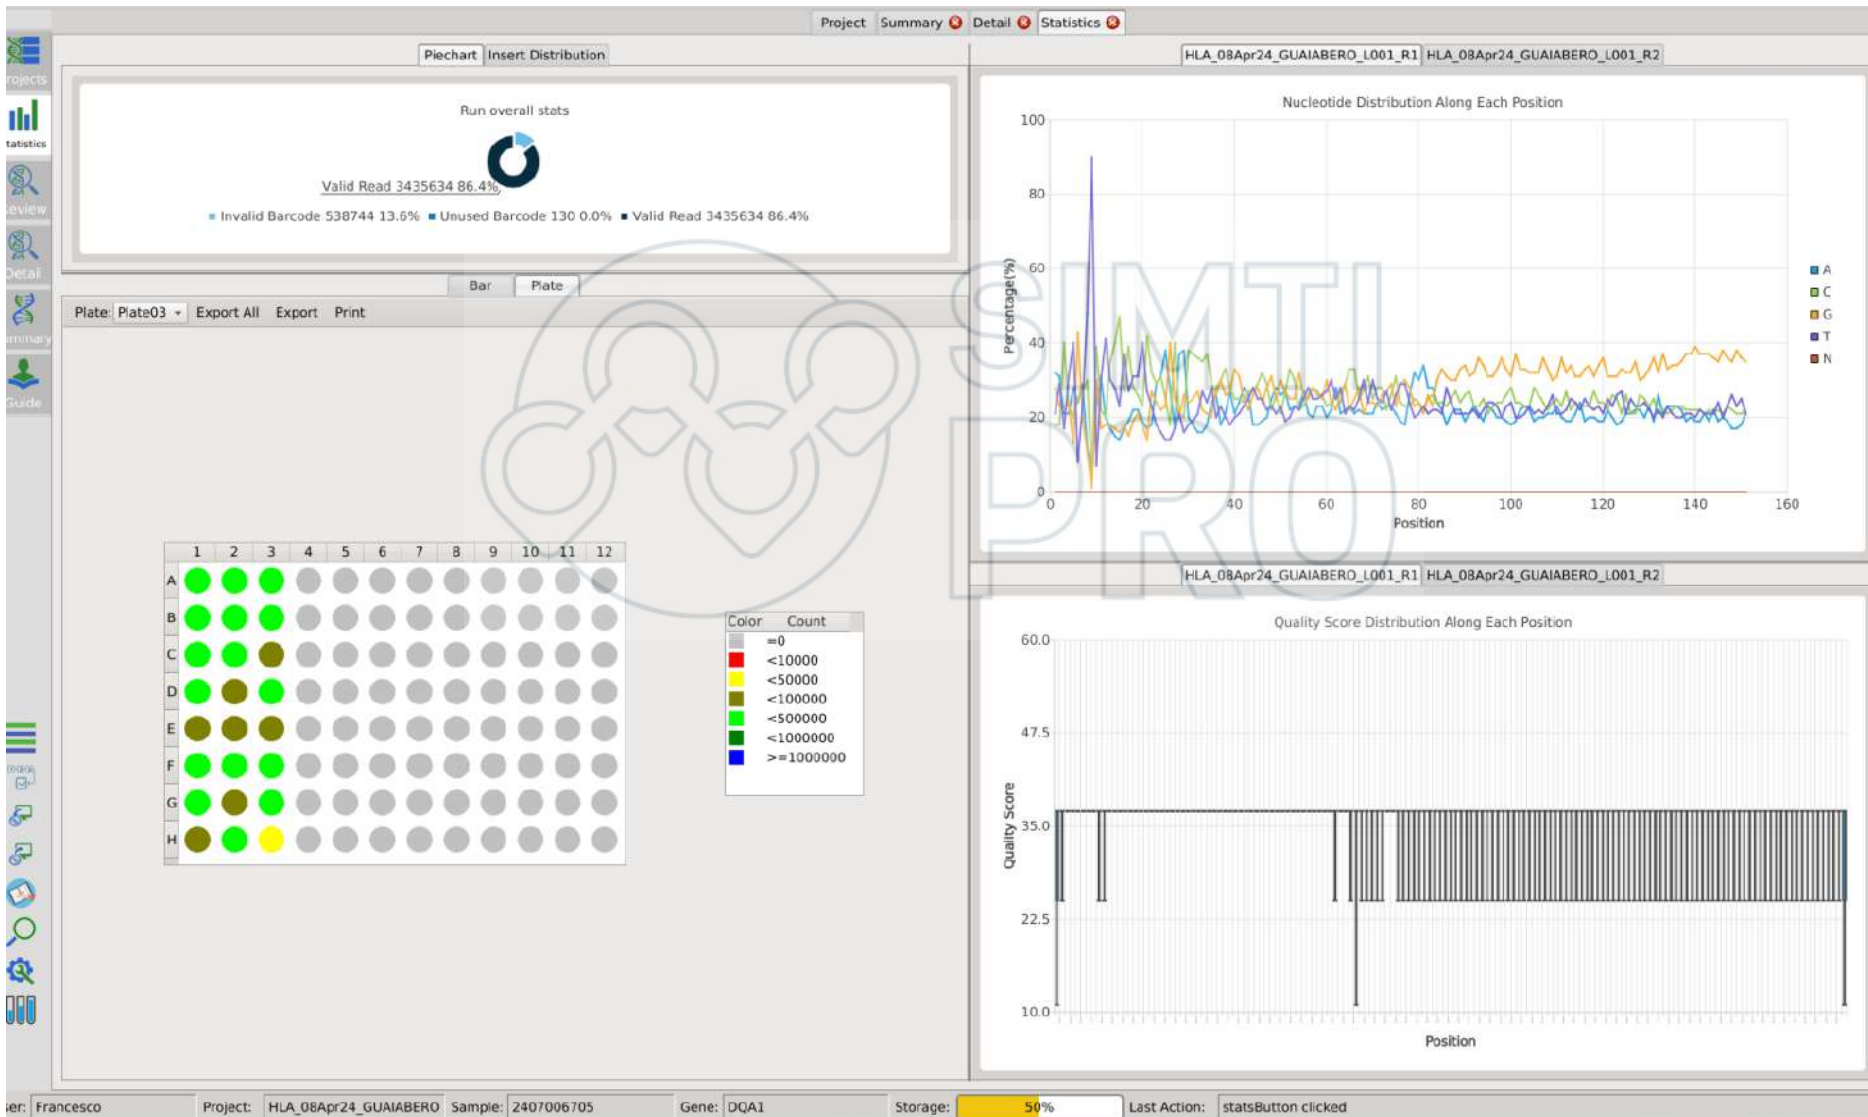 Project Summary Detail Statistics
rojects
tatistics
eview
Detail
mmary
Guide
Piechart Insert Distribution
Run overall stats
Valid Read 3435634 86.4%
Invalid Barcode 538744 13.6% Unused Barcode 130 0.0% Valid Read 3435634 86.4%
Bar Plate
Plate: Plate03 Export All Export Print
1 2 3 4 5 6 7 8 9 10 11 12
A
B
C
D
E
F
G
H
Color Count
=0
<10000
<50000
<100000
<500000
<1000000
>=1000000
HLA_08Apr24_GUAIABERO_L001_R1 HLA_08Apr24_GUAIABERO_L001_R2
Nucleotide Distribution Along Each Position
Percentage(%)
100
80
60
40
20
0
0 20 40 60 80 100 120 140 160
Position
A
C
G
T
N
HLA_08Apr24_GUAIABERO_L001_R1 HLA_08Apr24_GUAIABERO_L001_R2
Quality Score Distribution Along Each Position
Quality Score
60.0
47.5
35.0
22.5
10.0
Position
SIMTI
PRO
ser: Francesco Project: HLA_08Apr24_GUAIABERO Sample: 2407006705 Gene: DQA1 Storage: 50% Last Action: statsButton clicked